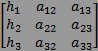 [h₁ a₁₂ a₁₃]
[h₂ a₂₂ a₂₃]
[h₃ a₃₂ a₃₃]